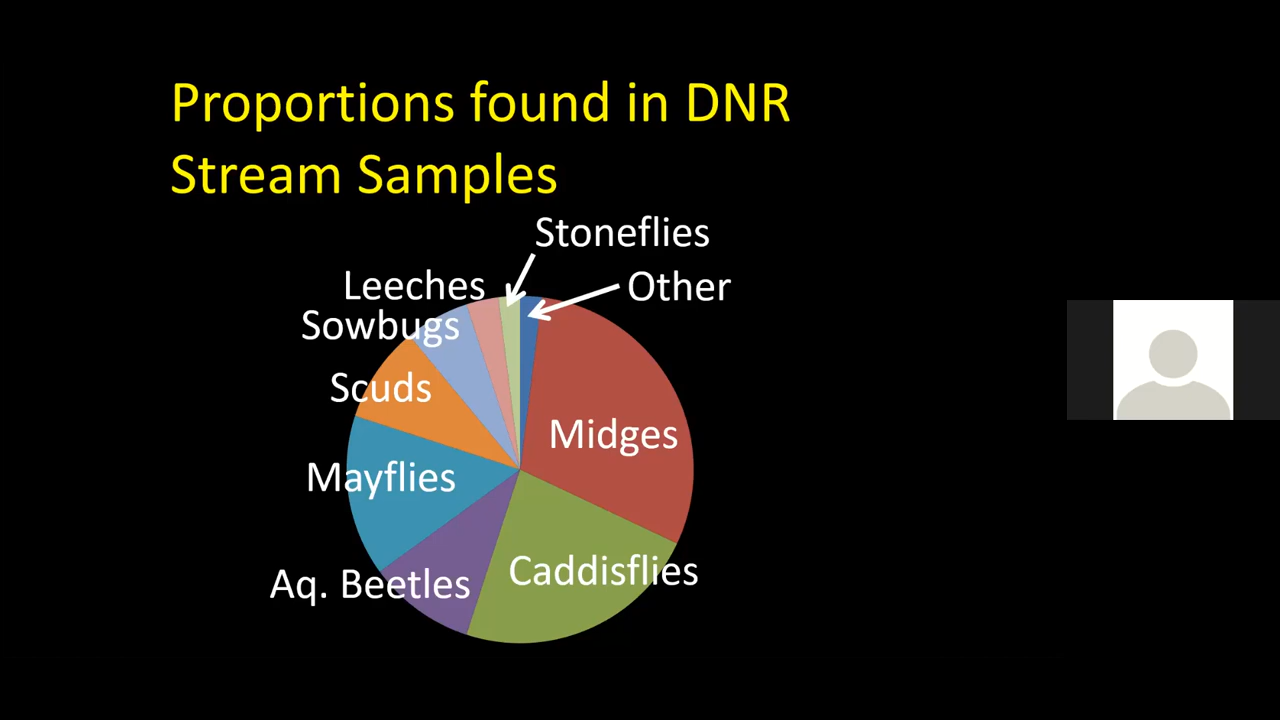 Proportions found in DNR
Stream Samples
Stoneflies
Leeches
Other
Sowbugs
Scuds
Midges
Mayflies
Caddisflies
Aq. Beetles